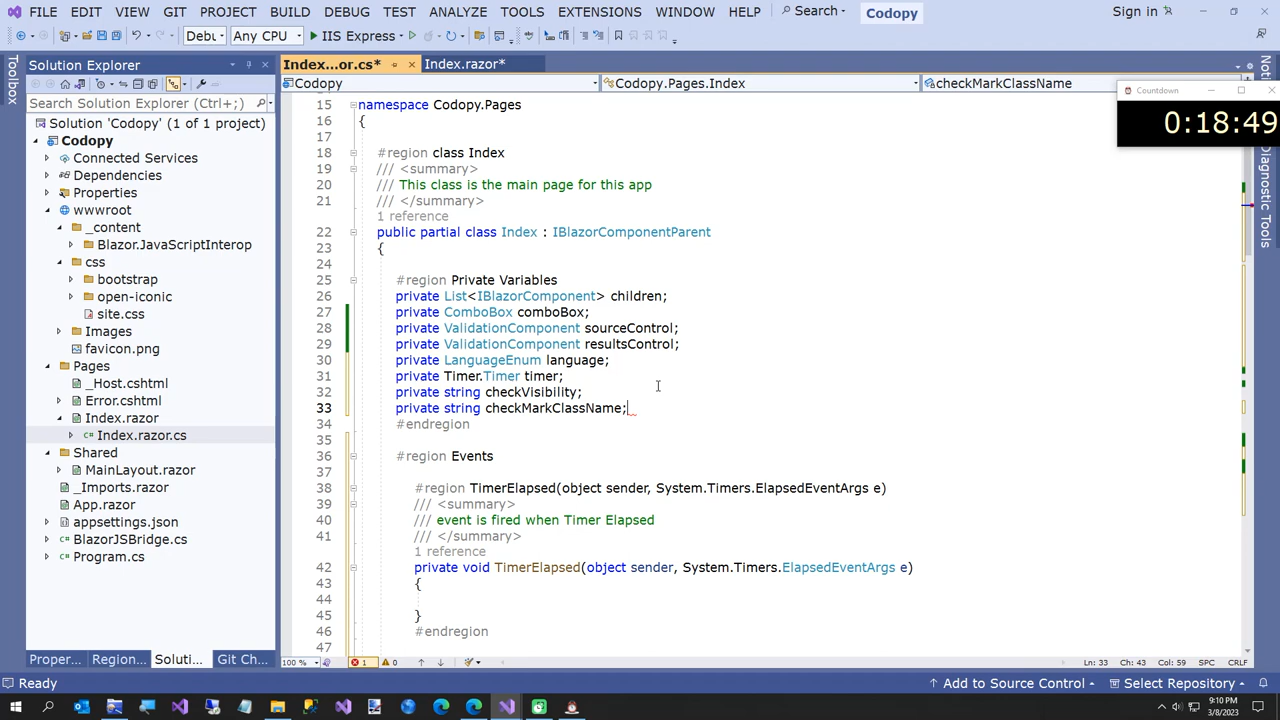 FILE EDIT VIEW GIT PROJECT BUILD DEBUG TEST ANALYZE TOOLS EXTENSIONS WINDOW HELP Search Codopy Sign in
Debu Any CPU IIS Express
Toolbox
Solution Explorer
Search Solution Explorer (Ctrl+;)
Solution 'Codopy' (1 of 1 project)
Codopy
Connected Services
Dependencies
Properties
wwwroot
_content
Blazor.JavaScriptInterop
css
bootstrap
open-iconic
site.css
Images
favicon.png
Pages
_Host.cshtml
Error.cshtml
Index.razor
Index.razor.cs
Shared
MainLayout.razor
_Imports.razor
App.razor
appsettings.json
BlazorJSBridge.cs
Program.cs
Proper... Region... Soluti... Git Ch...
Index...or.cs* Index.razor*
Codopy Codopy.Pages.Index checkMarkClassName
15 namespace Codopy.Pages
16 {
17
18 #region class Index
19 /// <summary>
20 /// This class is the main page for this app
21 /// </summary>
1 reference
22 public partial class Index : IBlazorComponentParent
23 {
24
25 #region Private Variables
26 private List<IBlazorComponent> children;
27 private ComboBox comboBox;
28 private ValidationComponent sourceControl;
29 private ValidationComponent resultsControl;
30 private LanguageEnum language;
31 private Timer.Timer timer;
32 private string checkVisibility;
33 private string checkMarkClassName;
34 #endregion
35
36 #region Events
37
38 #region TimerElapsed(object sender, System.Timers.ElapsedEventArgs e)
39 /// <summary>
40 /// event is fired when Timer Elapsed
41 /// </summary>
1 reference
42 private void TimerElapsed(object sender, System.Timers.ElapsedEventArgs e)
43 {
44
45 }
46 #endregion
47
Countdown
0:18:49
Diagnostic Tools
100 % 1 0 Ln: 33 Ch: 43 Col: 59 SPC CRLF
Ready Add to Source Control Select Repository
9:10 PM
3/8/2023